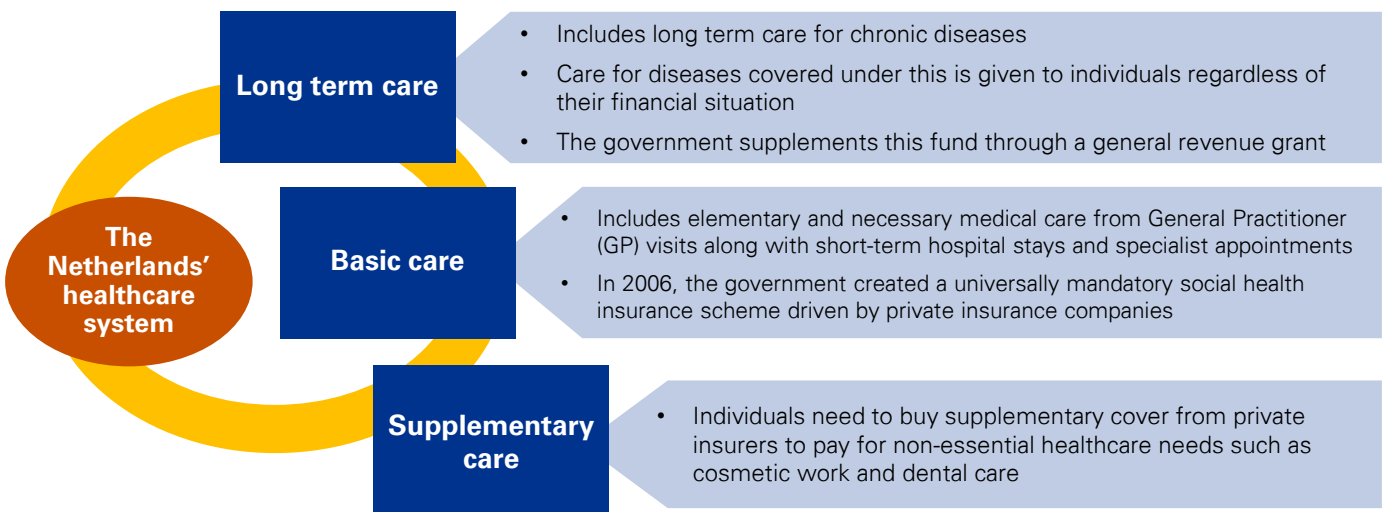 The
Netherlands'
healthcare
system
Long term care
• Includes long term care for chronic diseases
• Care for diseases covered under this is given to individuals regardless of
their financial situation
• The government supplements this fund through a general revenue grant
Basic care
• Includes elementary and necessary medical care from General Practitioner
(GP) visits along with short-term hospital stays and specialist appointments
• In 2006, the government created a universally mandatory social health
insurance scheme driven by private insurance companies
Supplementary
care
• Individuals need to buy supplementary cover from private
insurers to pay for non-essential healthcare needs such as
cosmetic work and dental care